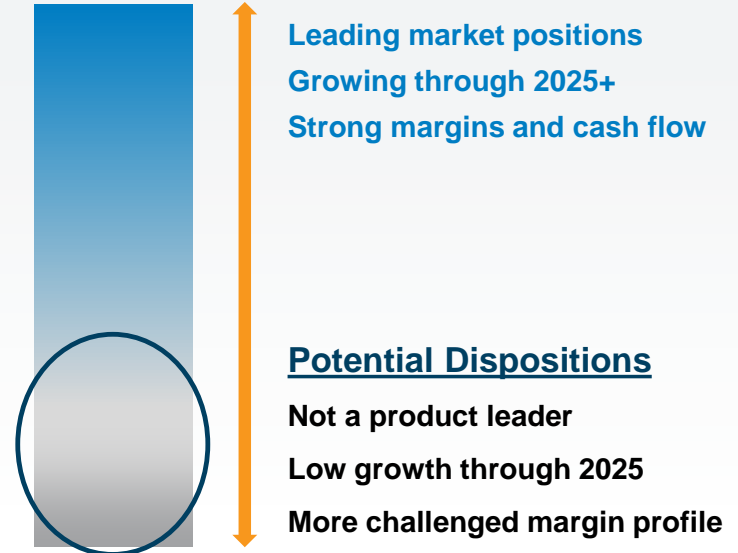 Leading market positions
Growing through 2025+
Strong margins and cash flow
Potential Dispositions
Not a product leader
Low growth through 2025
More challenged margin profile